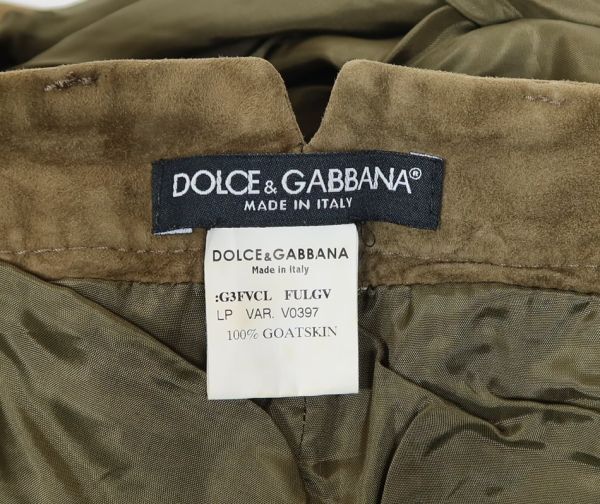 DOLCE & GABBANA®
MADE IN ITALY
DOLCE&GABBANA
Made in Italy
:G3FVCL FULGV
LP VAR. V0397
100% GOATSKIN